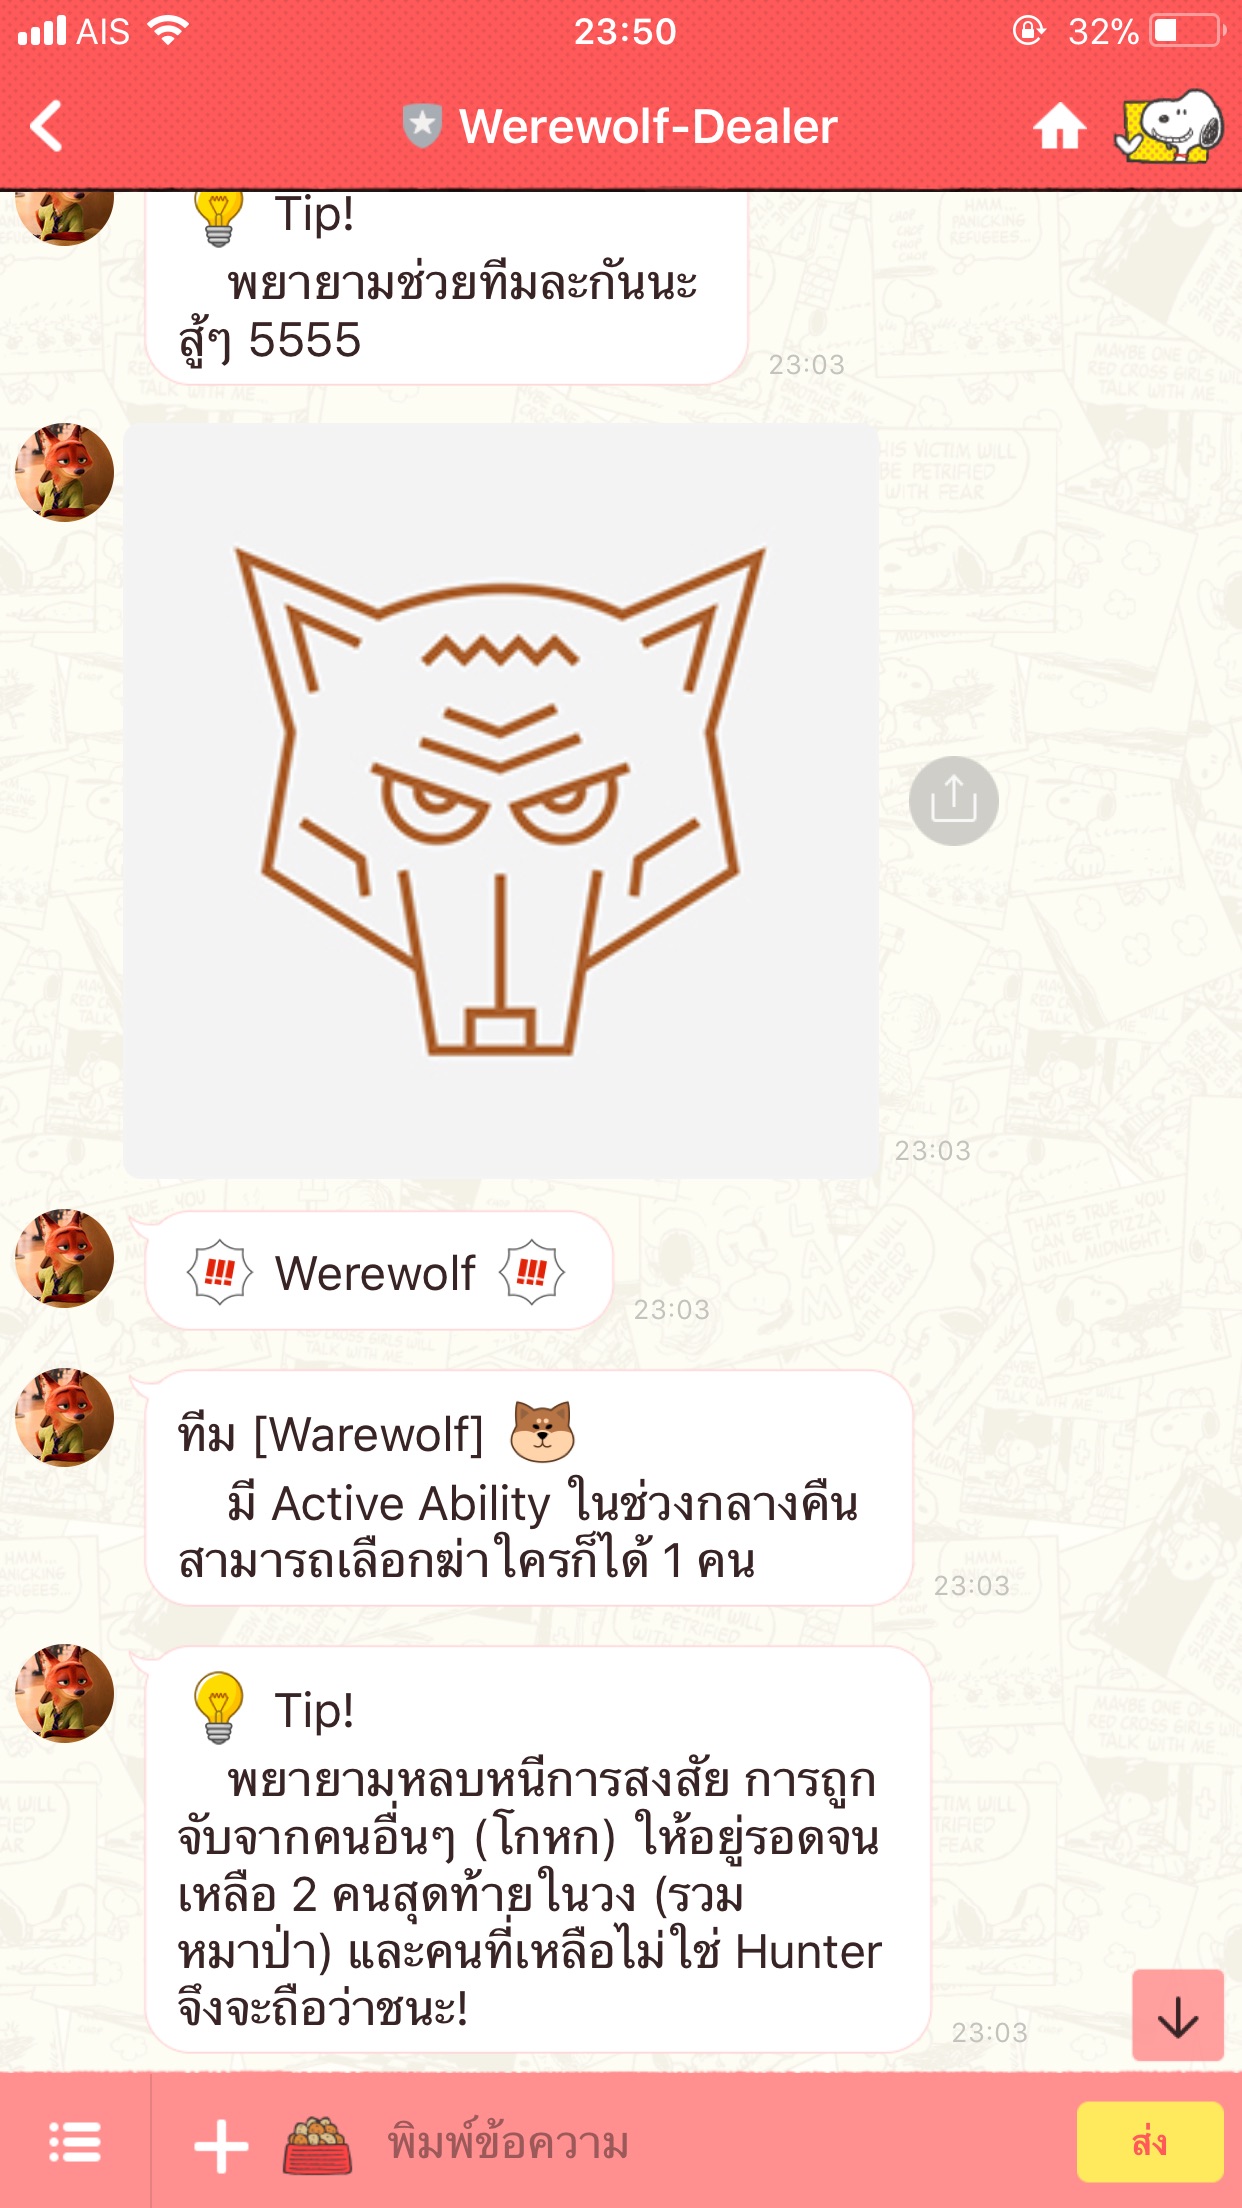 AIS
23:50
32%
Werewolf-Dealer
Tip!
พยายามช่วยทีมละกันนะ
สู้ๆ 5555
23:03
23:03
!!! Werewolf !!!
23:03
ทีม [Warewolf]
มี Active Ability ในช่วงกลางคืน
สามารถเลือกฆ่าใครก็ได้ 1 คน
23:03
Tip!
พยายามหลบหนีการสงสัย การถูก
จับจากคนอื่นๆ (โกหก) ให้อยู่รอดจน
เหลือ 2 คนสุดท้ายในวง (รวม
หมาป่า) และคนที่เหลือไม่ใช่ Hunter
จึงจะถือว่าชนะ!
23:03
พิมพ์ข้อความ
ส่ง